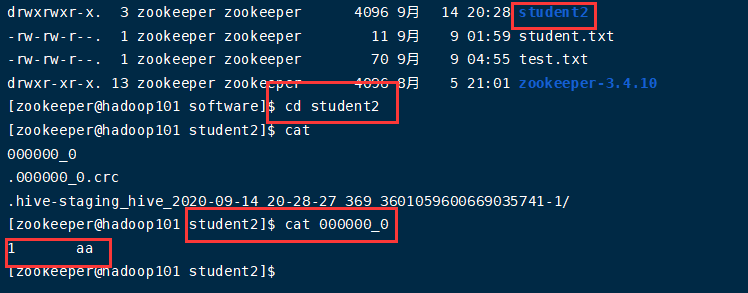 drwxrwxr-x.  3 zookeeper zookeeper      4096 9月  14 20:28 student2
-rw-rw-r--.  1 zookeeper zookeeper        11 9月   9 01:59 student.txt
-rw-rw-r--.  1 zookeeper zookeeper        70 9月   9 04:55 test.txt
drwxr-xr-x. 13 zookeeper zookeeper      4096 8月   5 21:01 zookeeper-3.4.10
[zookeeper@hadoop101 software]$ cd student2
[zookeeper@hadoop101 student2]$ cat
000000_0
.000000_0.crc
.hive-staging_hive_2020-09-14_20-28-27_369_3601059600669035741-1/
[zookeeper@hadoop101 student2]$ cat 000000_0
1       aa
[zookeeper@hadoop101 student2]$